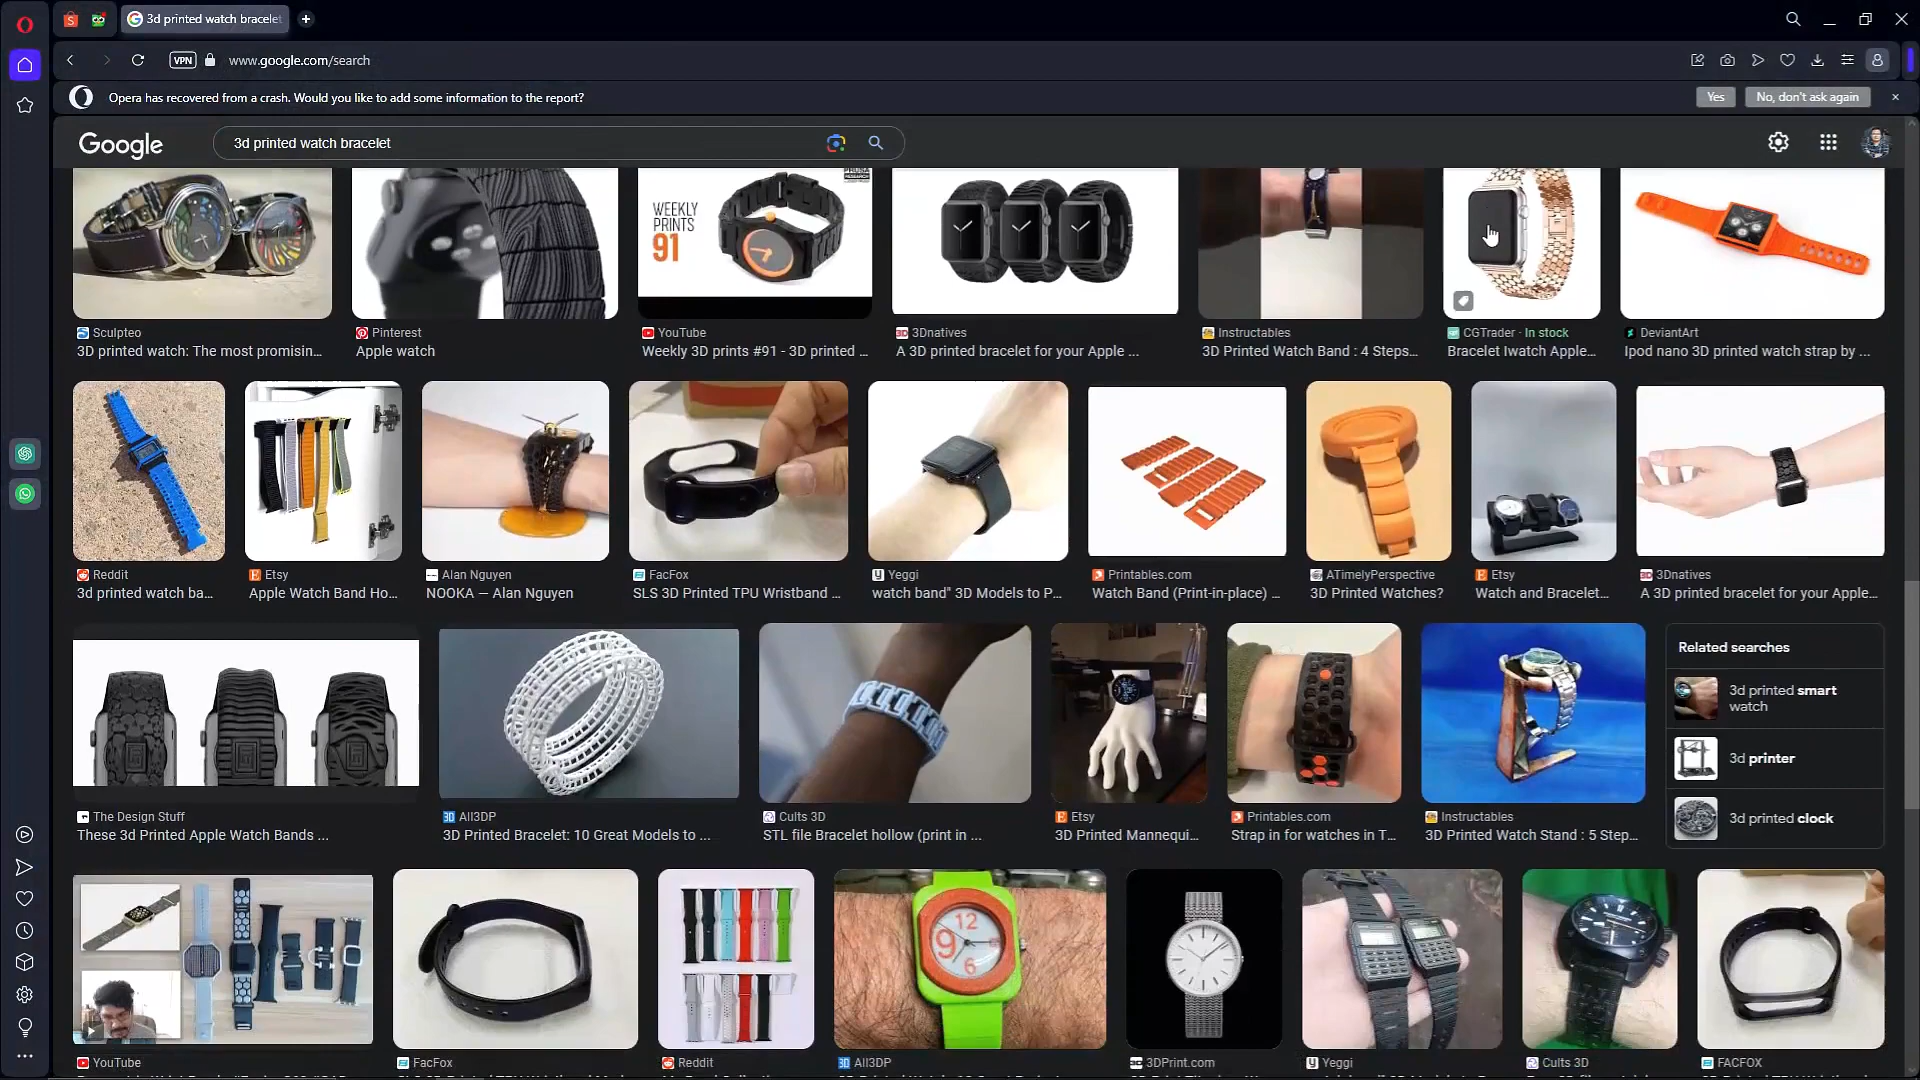 3d printed watch bracelet
VPN
www.google.com/search
Opera has recovered from a crash. Would you like to add some information to the report?
Yes
No, don't ask again
Google
3d printed watch bracelet
WEEKLY
PRINTS
91
PRUSA
RESEARCH
Sculpteo
3D printed watch: The most promisin...
Pinterest
Apple watch
YouTube
Weekly 3D prints #91 - 3D printed ...
3Dnatives
A 3D printed bracelet for your Apple ...
Instructables
3D Printed Watch Band : 4 Steps...
CGTrader · In stock
Bracelet Iwatch Apple...
DeviantArt
Ipod nano 3D printed watch strap by ...
Reddit
3d printed watch ba...
Etsy
Apple Watch Band Ho...
Alan Nguyen
NOOKA — Alan Nguyen
FacFox
SLS 3D Printed TPU Wristband ...
Yeggi
watch band" 3D Models to P...
Printables.com
Watch Band (Print-in-place) ...
ATimelyPerspective
3D Printed Watches?
Etsy
Watch and Bracelet...
3Dnatives
A 3D printed bracelet for your Apple...
The Design Stuff
These 3d Printed Apple Watch Bands ...
All3DP
3D Printed Bracelet: 10 Great Models to ...
Cults 3D
STL file Bracelet hollow (print in ...
Etsy
3D Printed Mannequi...
Printables.com
Strap in for watches in T...
Instructables
3D Printed Watch Stand : 5 Step...
Related searches
3d printed smart
watch
3d printer
3d printed clock
12
9
6
YouTube
FacFox
Reddit
All3DP
3DPrint.com
Yeggi
Cults 3D
FACFOX